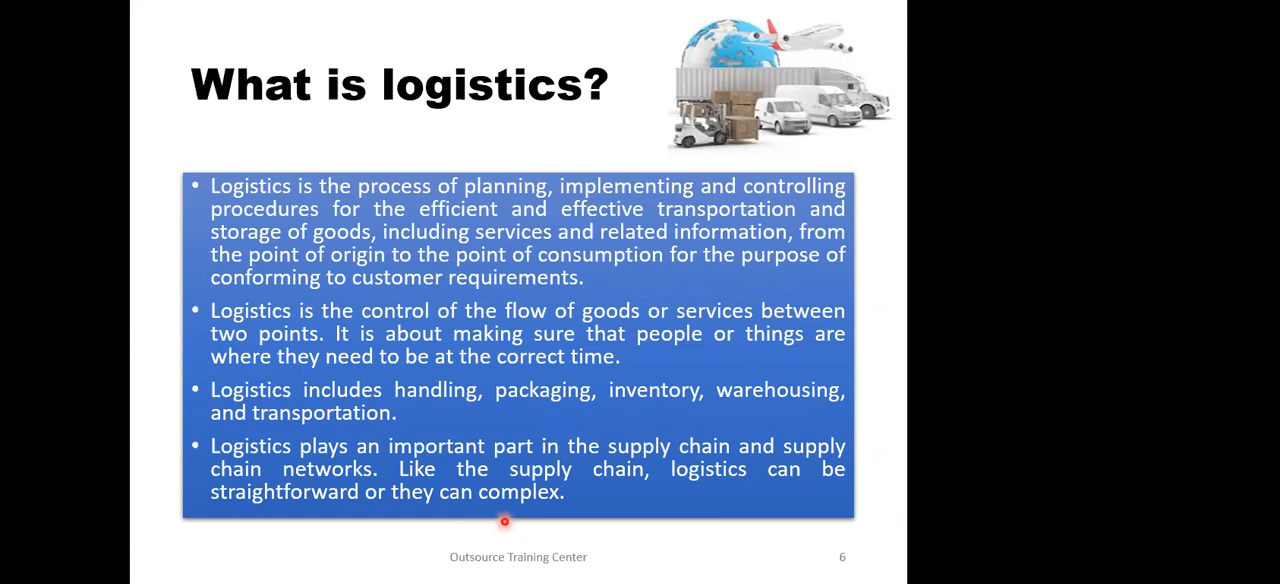 What is logistics?
• Logistics is the process of planning, implementing and controlling
procedures for the efficient and effective transportation and
storage of goods, including services and related information, from
the point of origin to the point of consumption for the purpose of
conforming to customer requirements.
• Logistics is the control of the flow of goods or services between
two points. It is about making sure that people or things are
where they need to be at the correct time.
• Logistics includes handling, packaging, inventory, warehousing,
and transportation.
• Logistics plays an important part in the supply chain and supply
chain networks. Like the supply chain, logistics can be
straightforward or they can complex.
Outsource Training Center
6